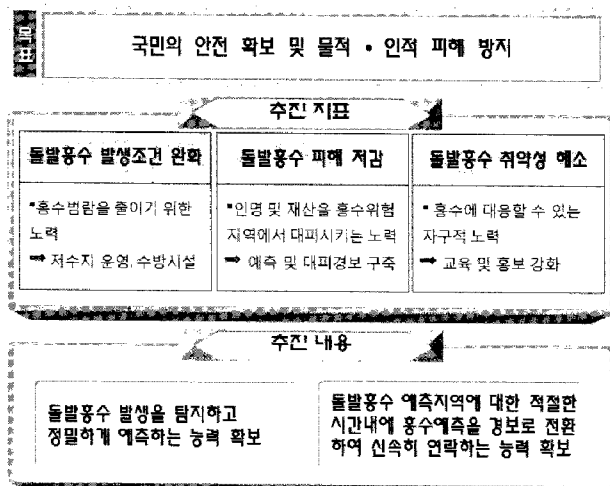 목표
국민의 안전 확보 및 물적 • 인적 피해 방지
추진 지표
돌발홍수 발생조건 완화
▪홍수범람을 줄이기 위한
노력
➡ 저수지 운영, 수방시설
돌발홍수 피해 저감
▪인명 및 재산을 홍수위험
지역에서 대피시키는 노력
➡ 예측 및 대피경보 구축
돌발홍수 취약성 해소
▪ 홍수에 대응할 수 있는
자구적 노력
➡ 교육 및 홍보 강화
추진 내용
돌발홍수 발생을 탐지하고
정밀하게 예측하는 능력 확보
돌발홍수 예측지역에 대한 적절한
시간내에 홍수예측을 경보로 전환
하여 신속히 연락하는 능력 확보